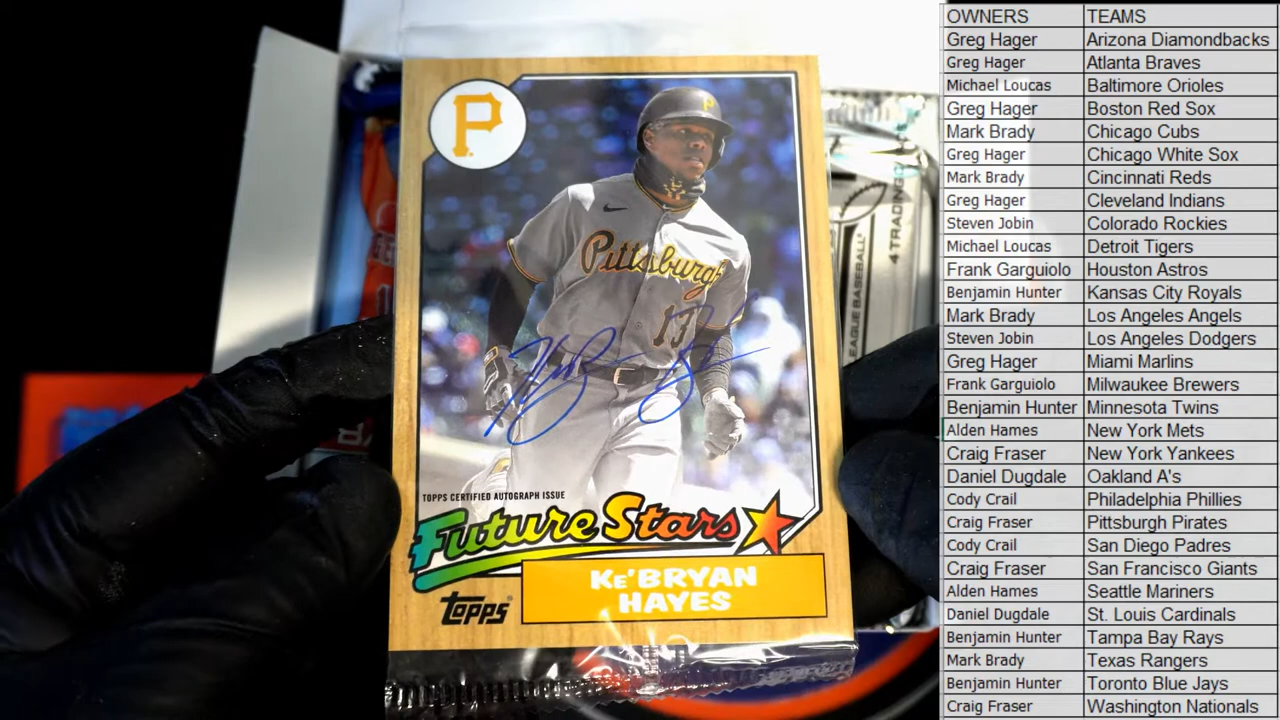 P
P
Pittsburgh
13
TOPPS CERTIFIED AUTOGRAPH ISSUE
Future Stars
topps
KE'BRYAN
HAYES
4 TRADING
EAGUE BASEBALL
OWNERS TEAMS
Greg Hager Arizona Diamondbacks
Greg Hager Atlanta Braves
Michael Loucas Baltimore Orioles
Greg Hager Boston Red Sox
Mark Brady Chicago Cubs
Greg Hager Chicago White Sox
Mark Brady Cincinnati Reds
Greg Hager Cleveland Indians
Steven Jobin Colorado Rockies
Michael Loucas Detroit Tigers
Frank Garguiolo Houston Astros
Benjamin Hunter Kansas City Royals
Mark Brady Los Angeles Angels
Steven Jobin Los Angeles Dodgers
Greg Hager Miami Marlins
Frank Garguiolo Milwaukee Brewers
Benjamin Hunter Minnesota Twins
Alden Hames New York Mets
Craig Fraser New York Yankees
Daniel Dugdale Oakland A's
Cody Crail Philadelphia Phillies
Craig Fraser Pittsburgh Pirates
Cody Crail San Diego Padres
Craig Fraser San Francisco Giants
Alden Hames Seattle Mariners
Daniel Dugdale St. Louis Cardinals
Benjamin Hunter Tampa Bay Rays
Mark Brady Texas Rangers
Benjamin Hunter Toronto Blue Jays
Craig Fraser Washington Nationals